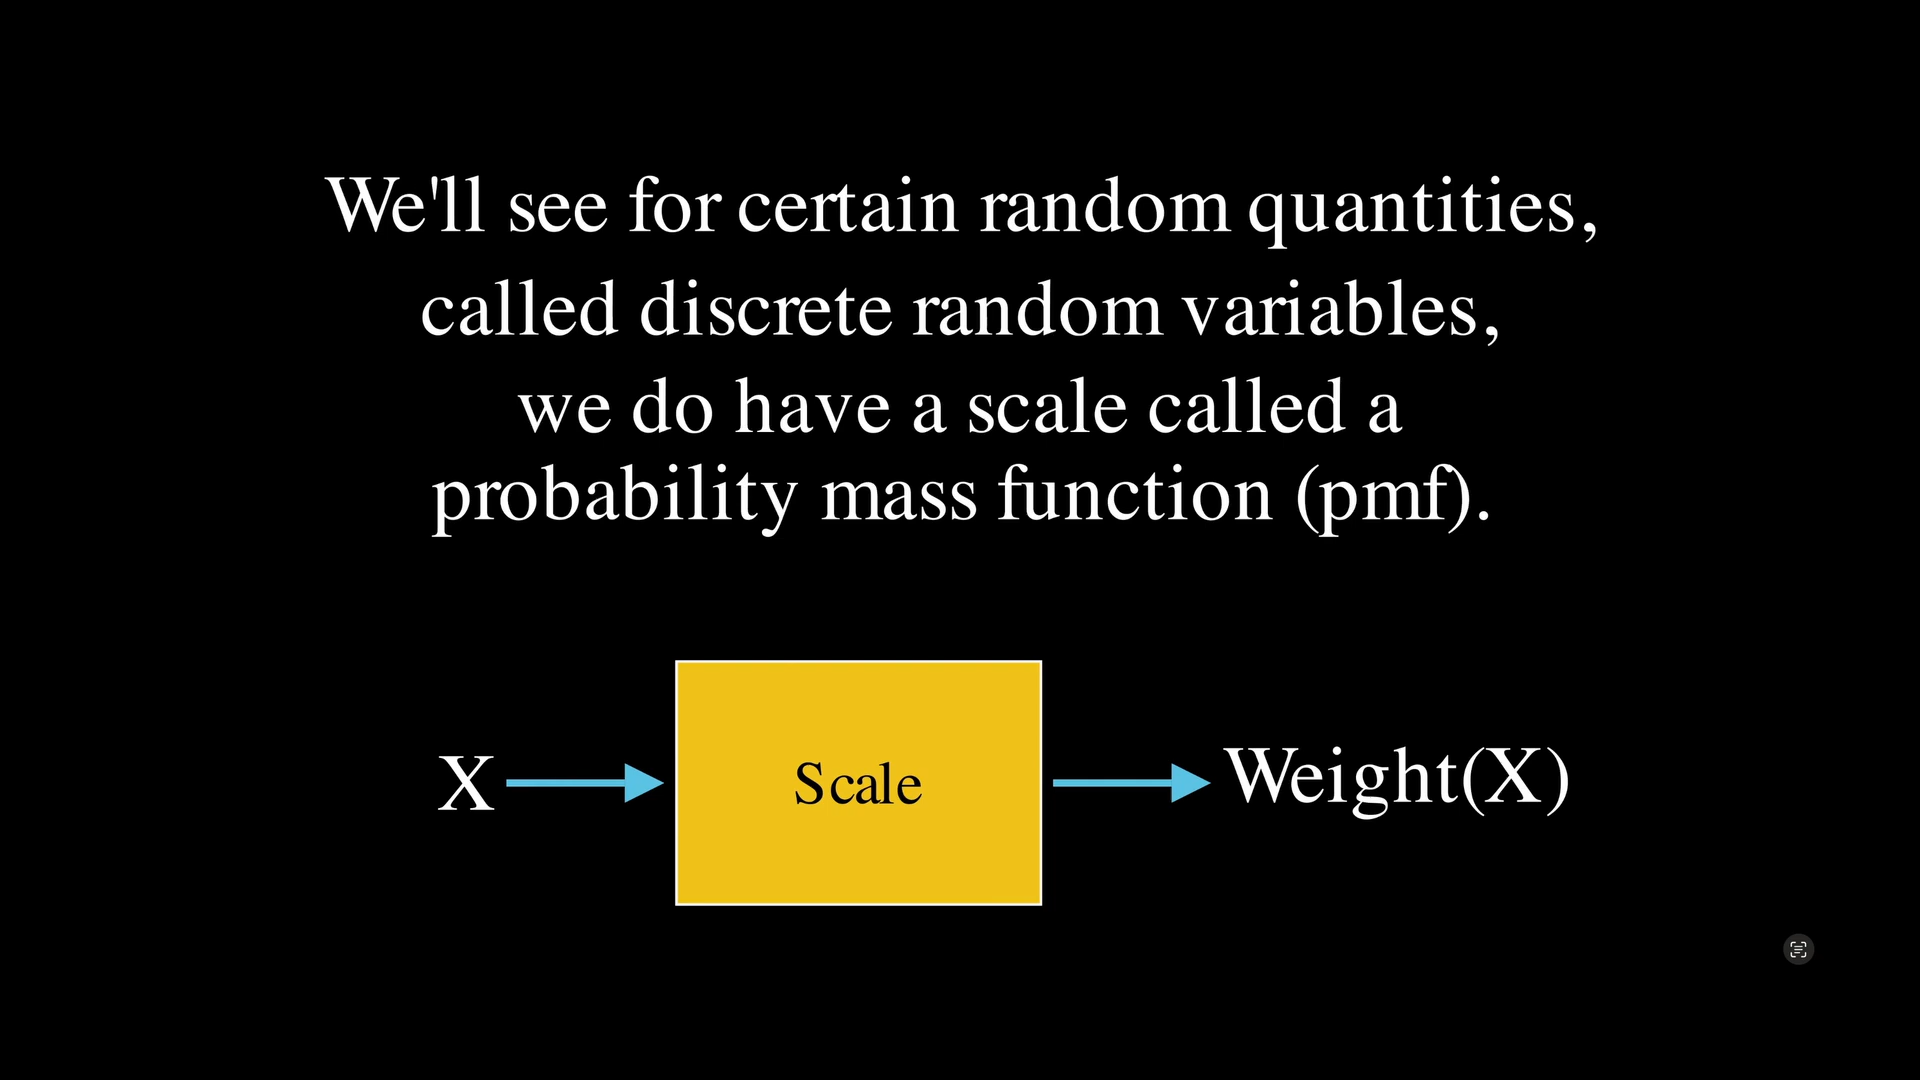 We'll see for certain random quantities,
called discrete random variables,
we do have a scale called a
probability mass function (pmf).
X
Scale
Weight(X)